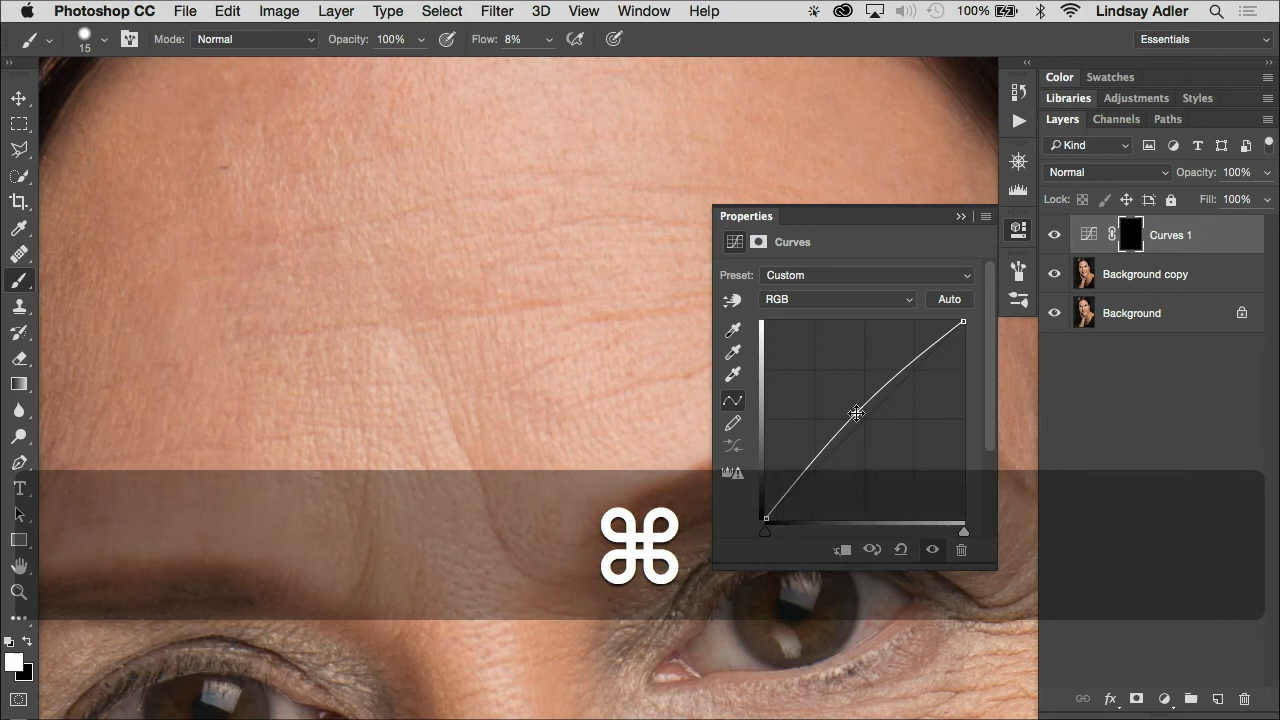 Photoshop CC File Edit Image Layer Type Select Filter 3D View Window Help 100% Lindsay Adler
15 Mode: Normal Opacity: 100% Flow: 8% Essentials
Color Swatches
Libraries Adjustments Styles
Layers Channels Paths
Kind
Normal Opacity: 100%
Lock: Fill: 100%
Curves 1
Background copy
Background
Properties
Curves
Preset: Custom
RGB Auto
⌘